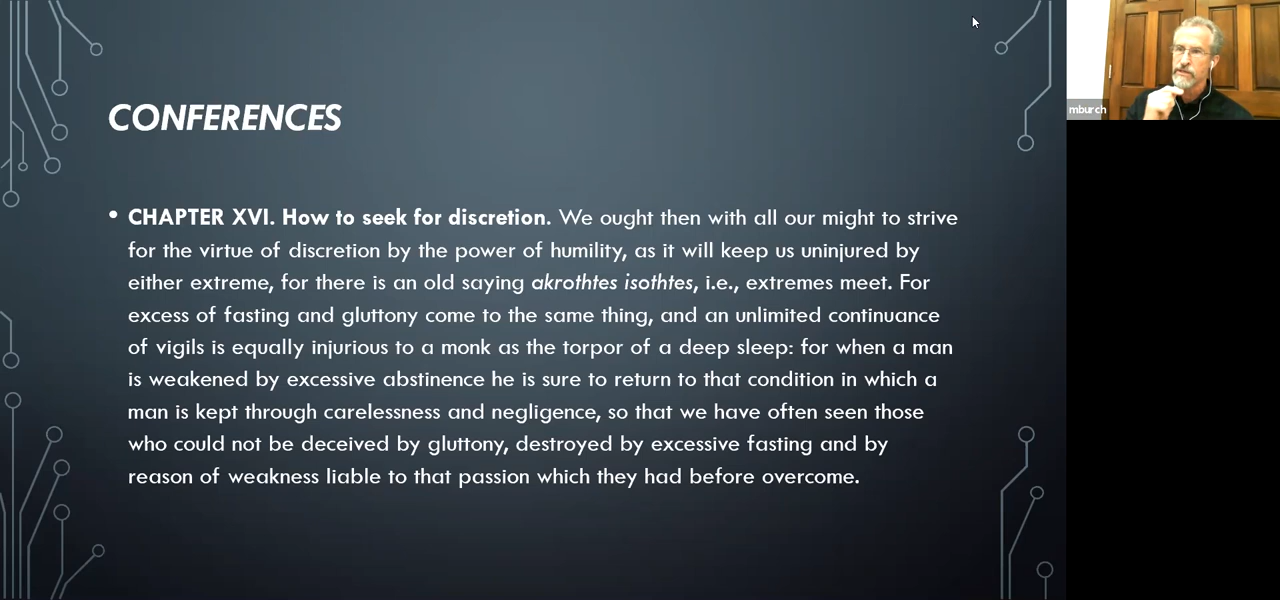 CONFERENCES
• CHAPTER XVI. How to seek for discretion. We ought then with all our might to strive
for the virtue of discretion by the power of humility, as it will keep us uninjured by
either extreme, for there is an old saying akrothtes isothtes, i.e., extremes meet. For
excess of fasting and gluttony come to the same thing, and an unlimited continuance
of vigils is equally injurious to a monk as the torpor of a deep sleep: for when a man
is weakened by excessive abstinence he is sure to return to that condition in which a
man is kept through carelessness and negligence, so that we have often seen those
who could not be deceived by gluttony, destroyed by excessive fasting and by
reason of weakness liable to that passion which they had before overcome.
mburch